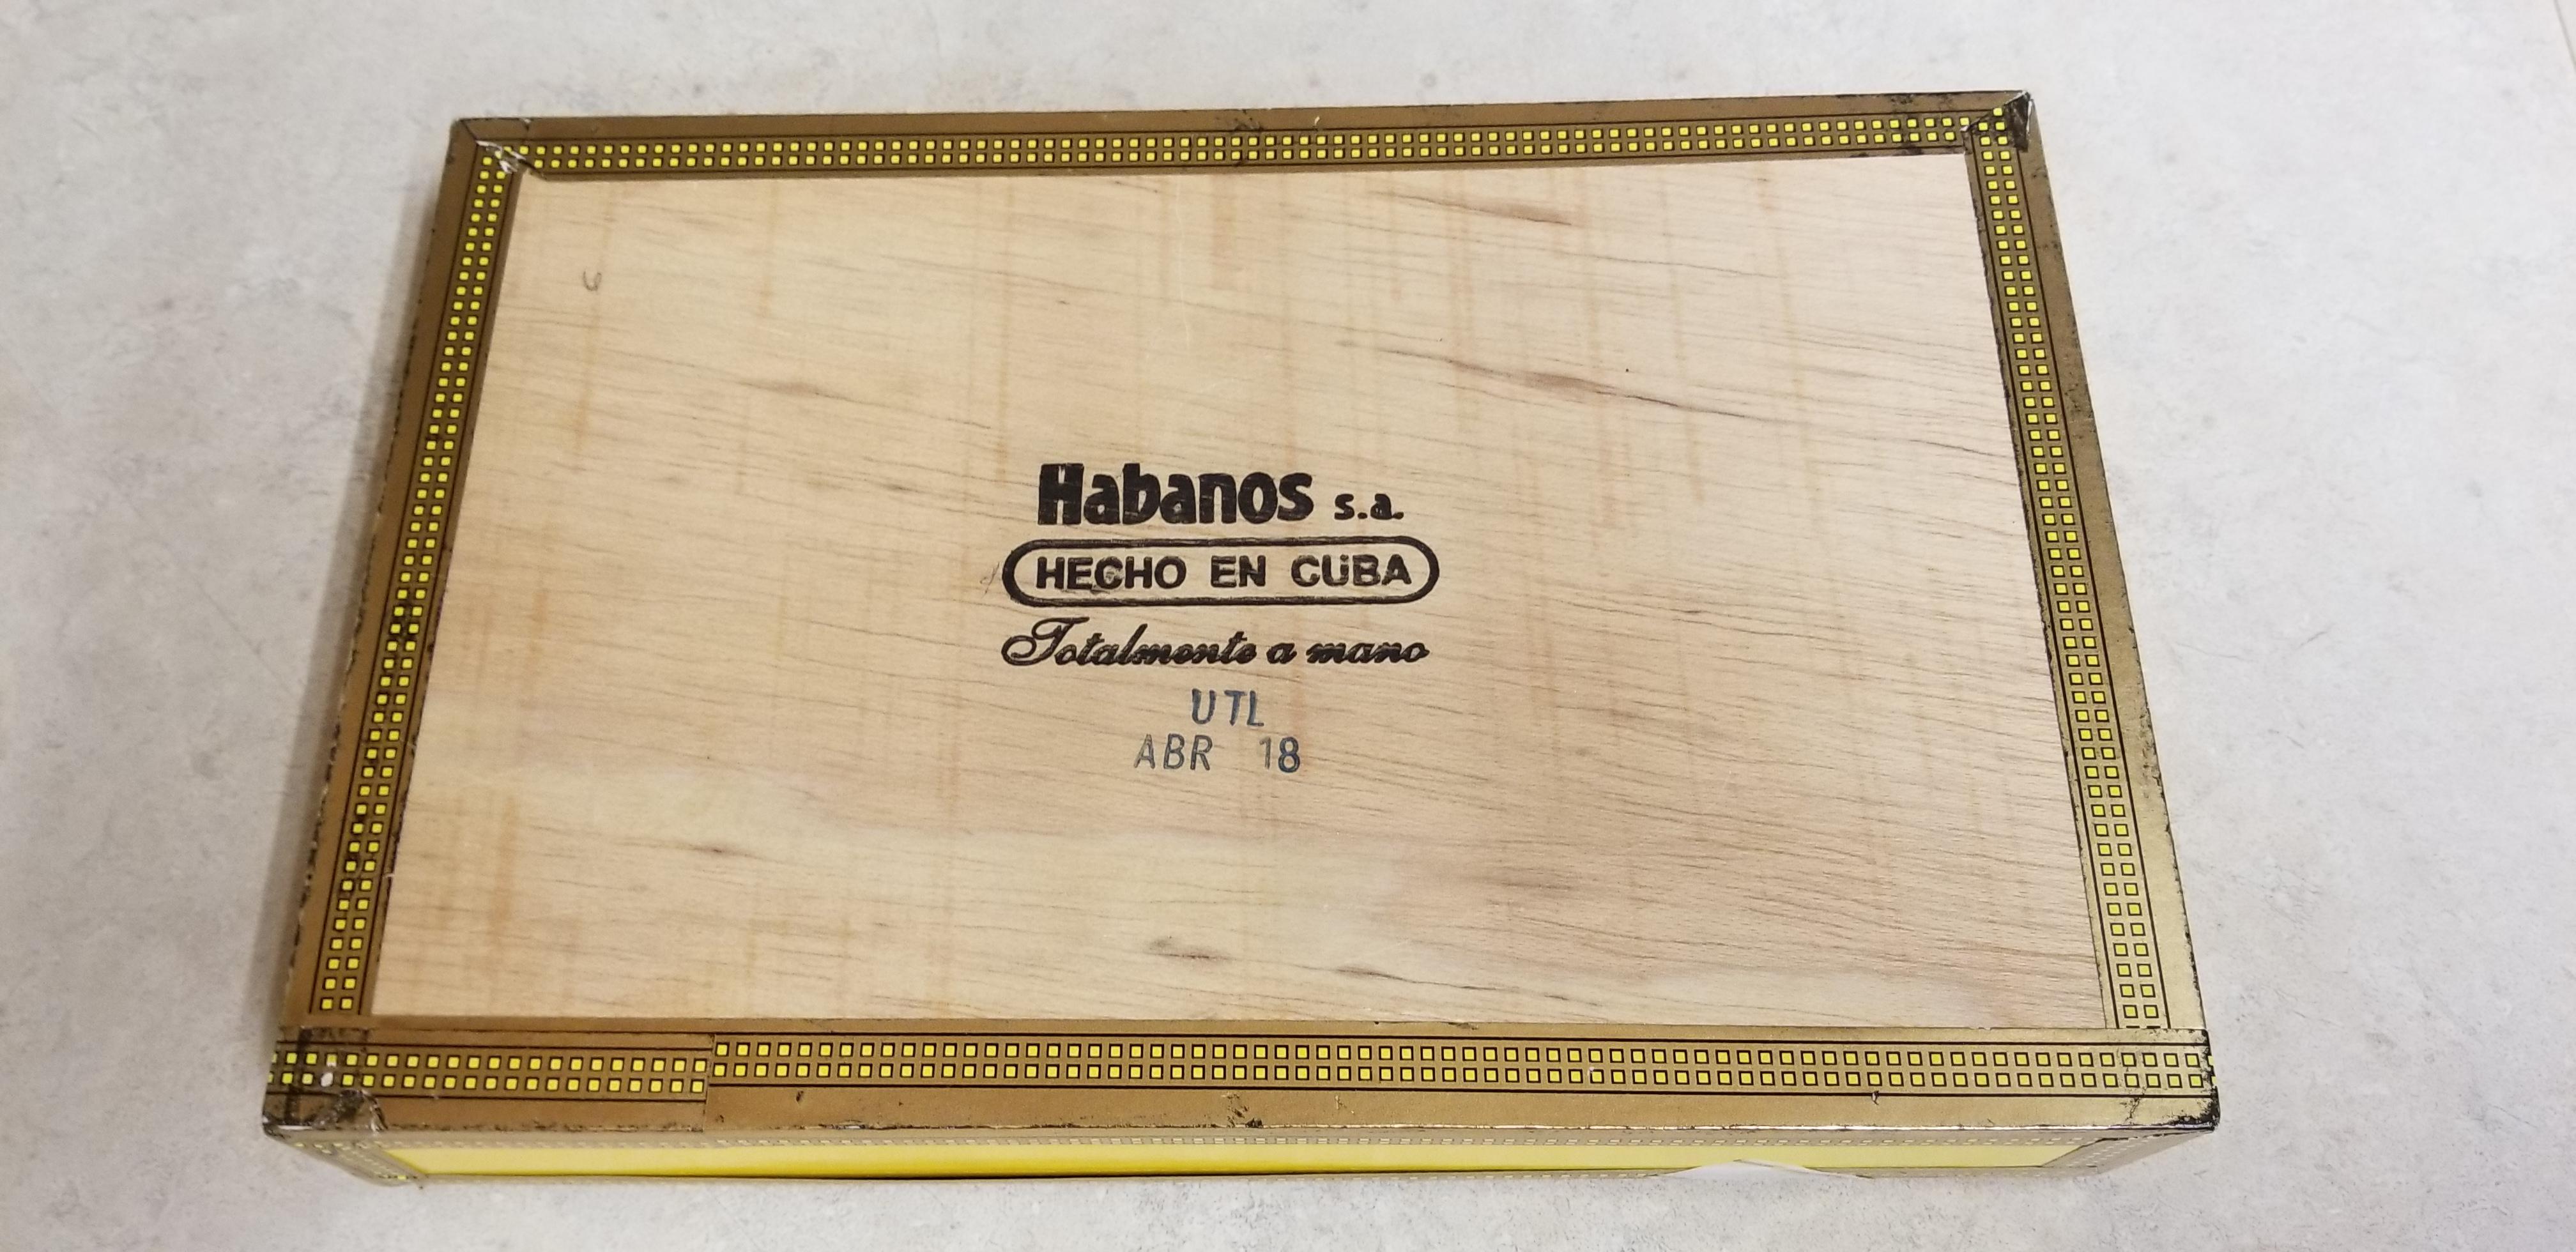 Habanos s.a.
HECHO EN CUBA
Totalmente a mano
UTL
ABR 18